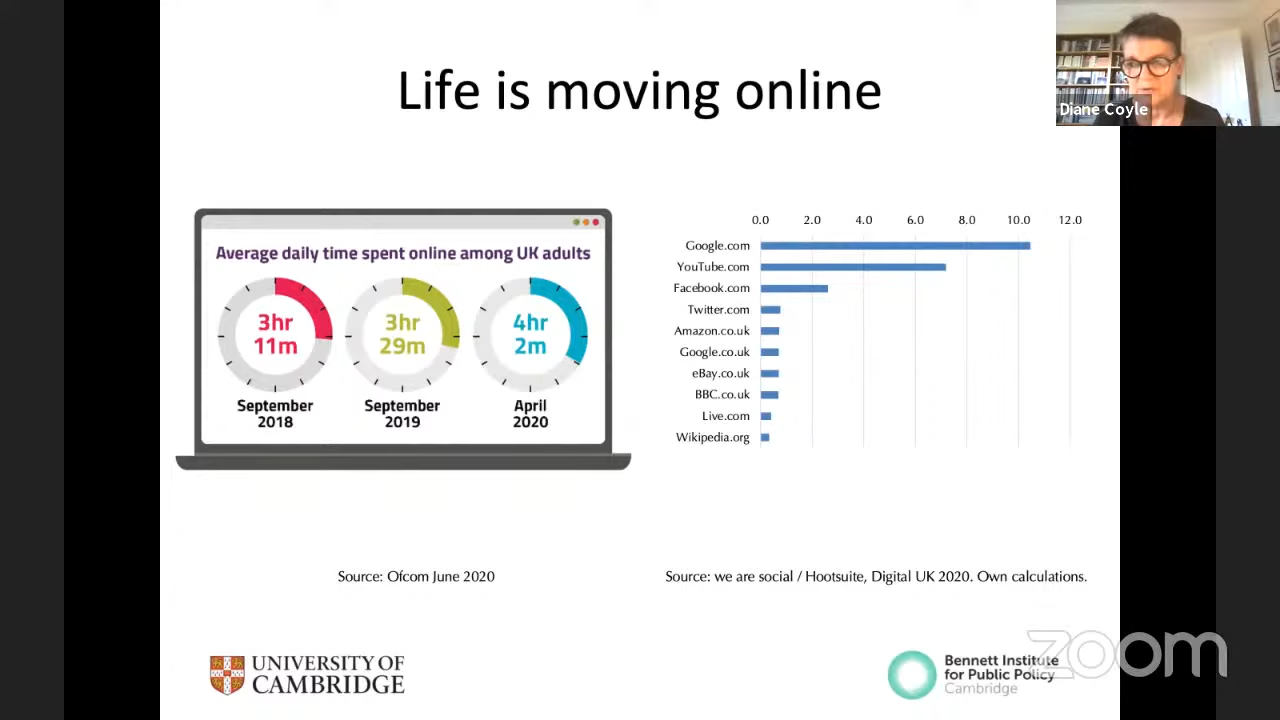 Life is moving online
Diane Coyle
Average daily time spent online among UK adults
3hr
11m
September
2018
3hr
29m
September
2019
4hr
2m
April
2020
0.0 2.0 4.0 6.0 8.0 10.0 12.0
Google.com
YouTube.com
Facebook.com
Twitter.com
Amazon.co.uk
Google.co.uk
eBay.co.uk
BBC.co.uk
Live.com
Wikipedia.org
Source: Ofcom June 2020
Source: we are social / Hootsuite, Digital UK 2020. Own calculations.
UNIVERSITY OF
CAMBRIDGE
Bennett Institute
for Public Policy
Cambridge
zoom